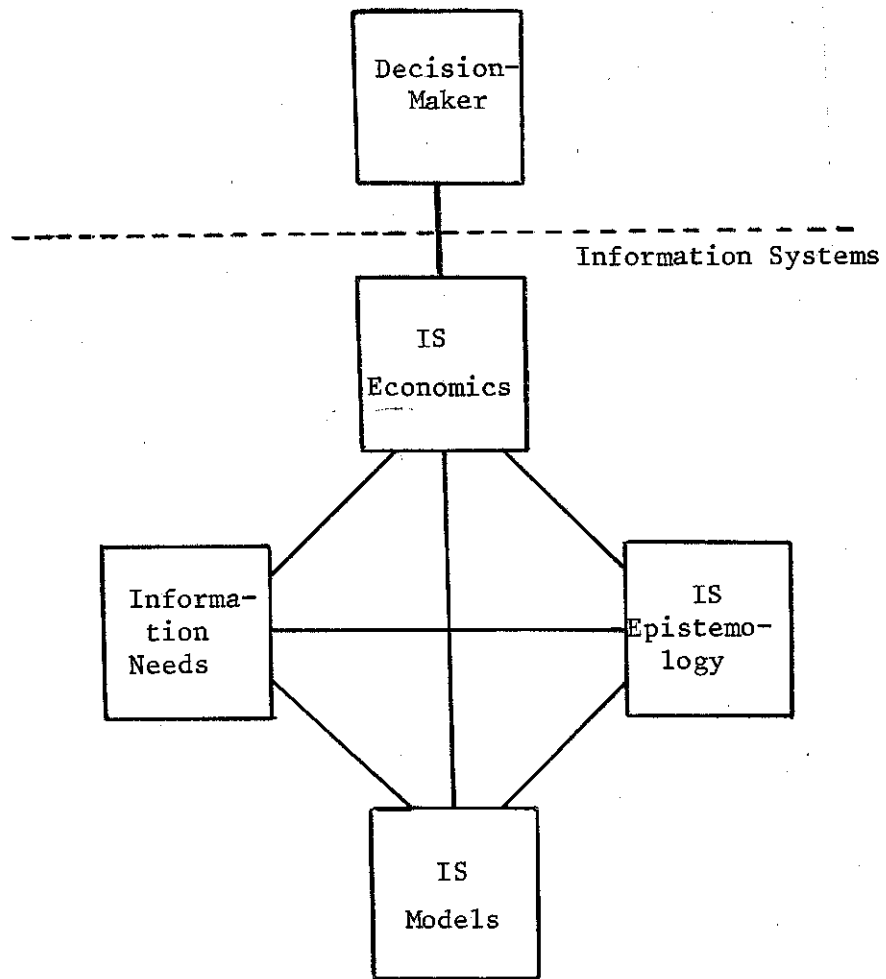 Decision-
Maker
Information Systems
IS
Economics
Informa-
tion
Needs
IS
Epistemo-
logy
IS
Models